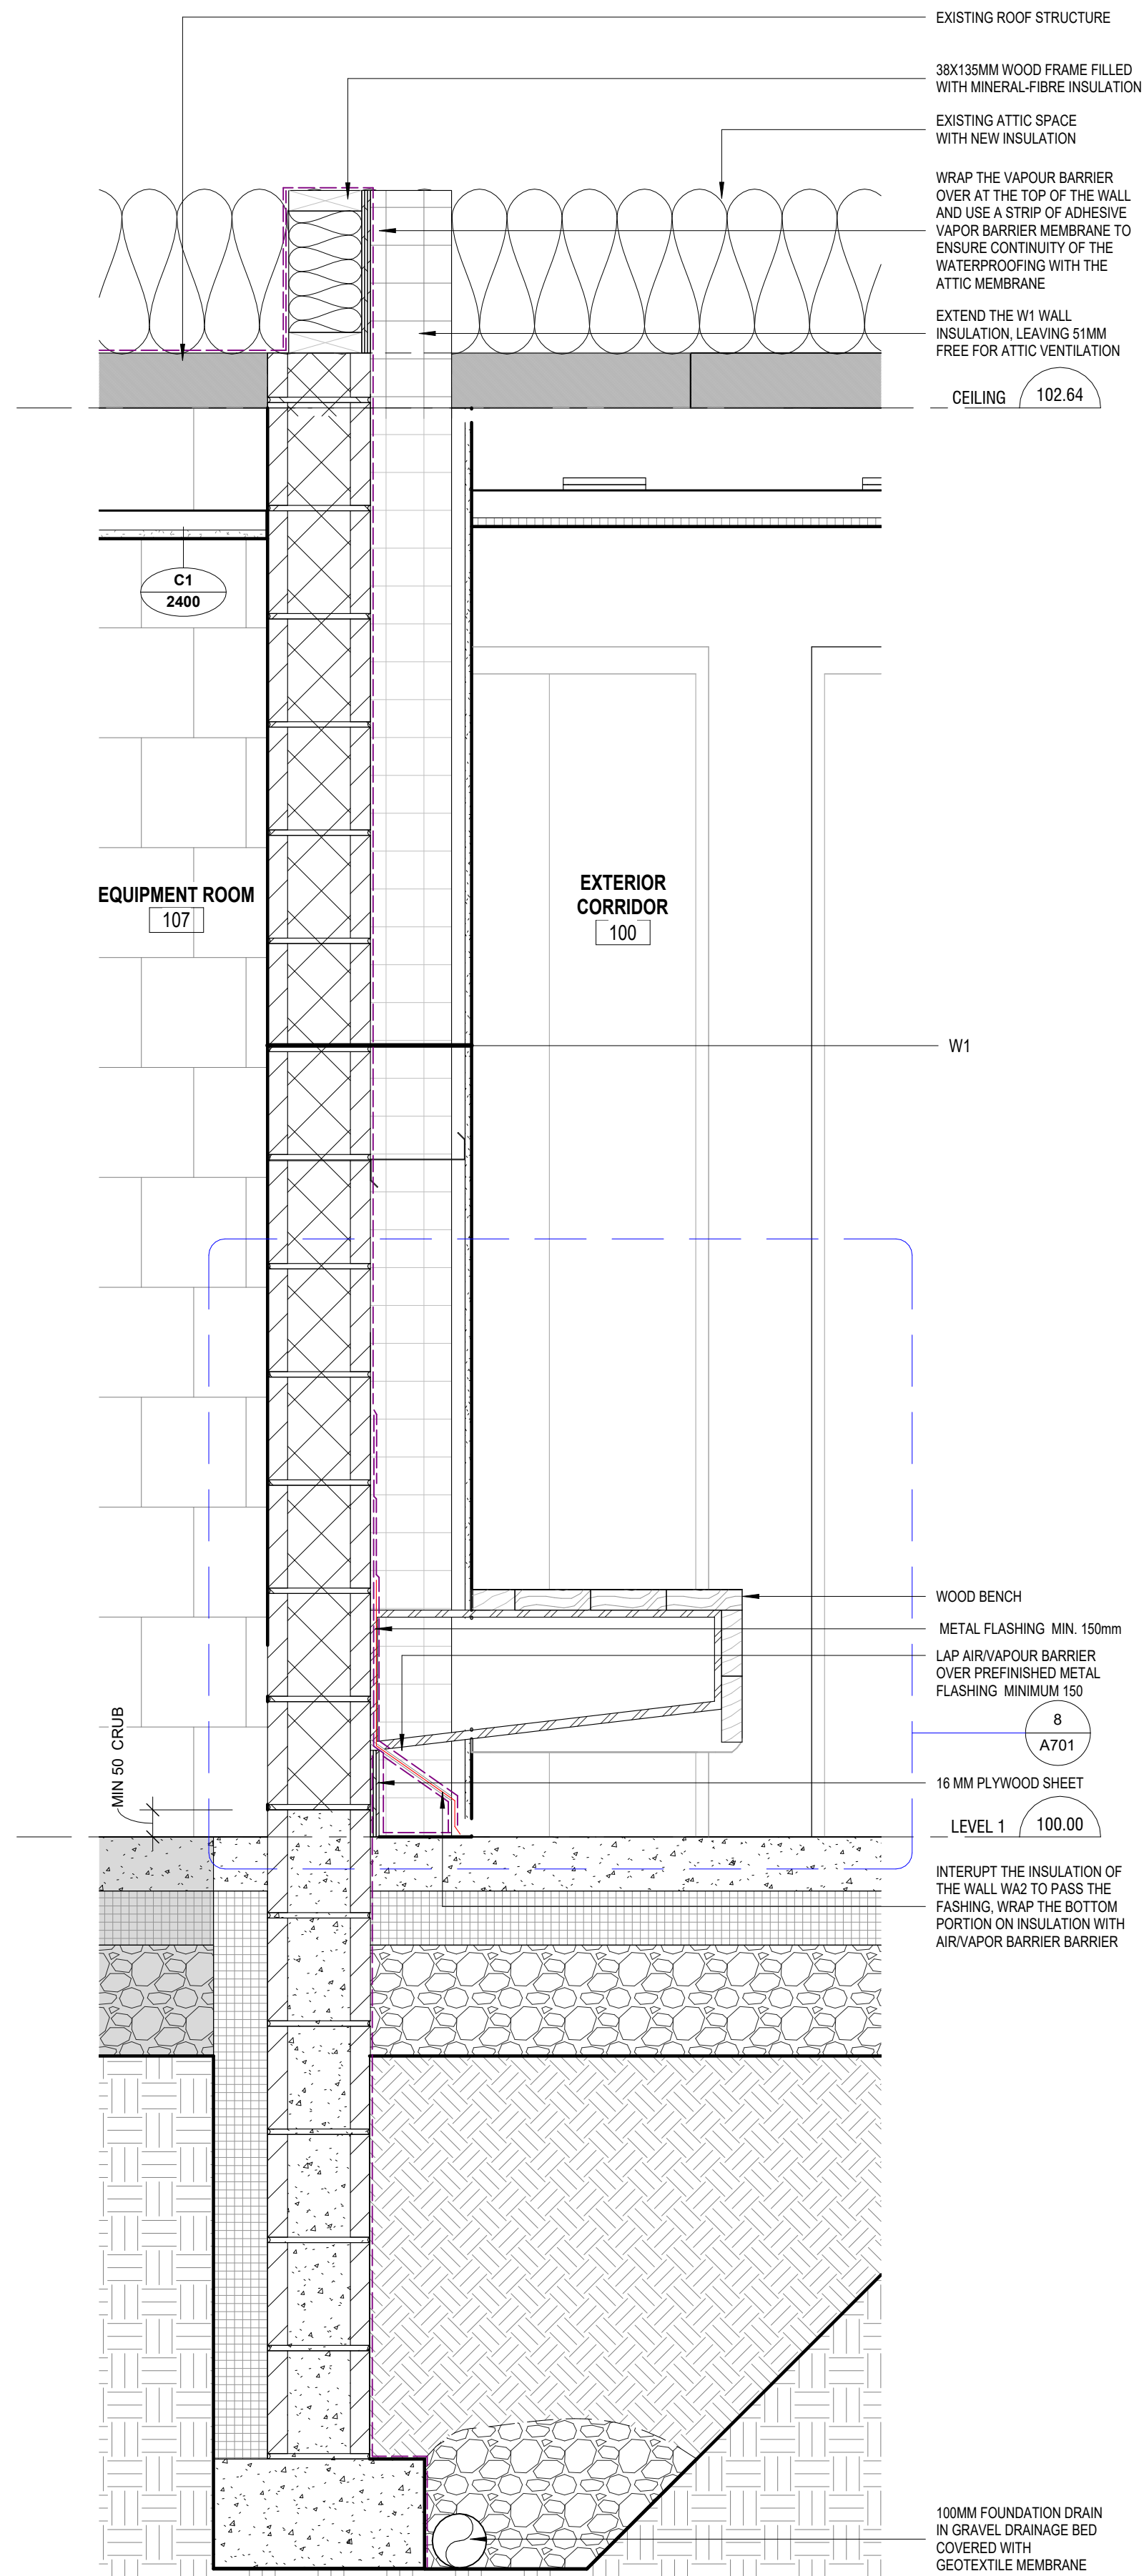 EXISTING ROOF STRUCTURE
38X135MM WOOD FRAME FILLED
WITH MINERAL-FIBRE INSULATION
EXISTING ATTIC SPACE
WITH NEW INSULATION
WRAP THE VAPOUR BARRIER
OVER AT THE TOP OF THE WALL
AND USE A STRIP OF ADHESIVE
VAPOR BARRIER MEMBRANE TO
ENSURE CONTINUITY OF THE
WATERPROOFING WITH THE
ATTIC MEMBRANE
EXTEND THE W1 WALL
INSULATION, LEAVING 51MM
FREE FOR ATTIC VENTILATION
CEILING 102.64
C1
2400
EQUIPMENT ROOM
107
EXTERIOR
CORRIDOR
100
W1
WOOD BENCH
METAL FLASHING MIN. 150mm
LAP AIR/VAPOUR BARRIER
OVER PREFINISHED METAL
FLASHING MINIMUM 150
8
A701
MIN 50 CRUB
16 MM PLYWOOD SHEET
LEVEL 1 100.00
INTERUPT THE INSULATION OF
THE WALL WA2 TO PASS THE
FASHING, WRAP THE BOTTOM
PORTION ON INSULATION WITH
AIR/VAPOR BARRIER BARRIER
100MM FOUNDATION DRAIN
IN GRAVEL DRAINAGE BED
COVERED WITH
GEOTEXTILE MEMBRANE